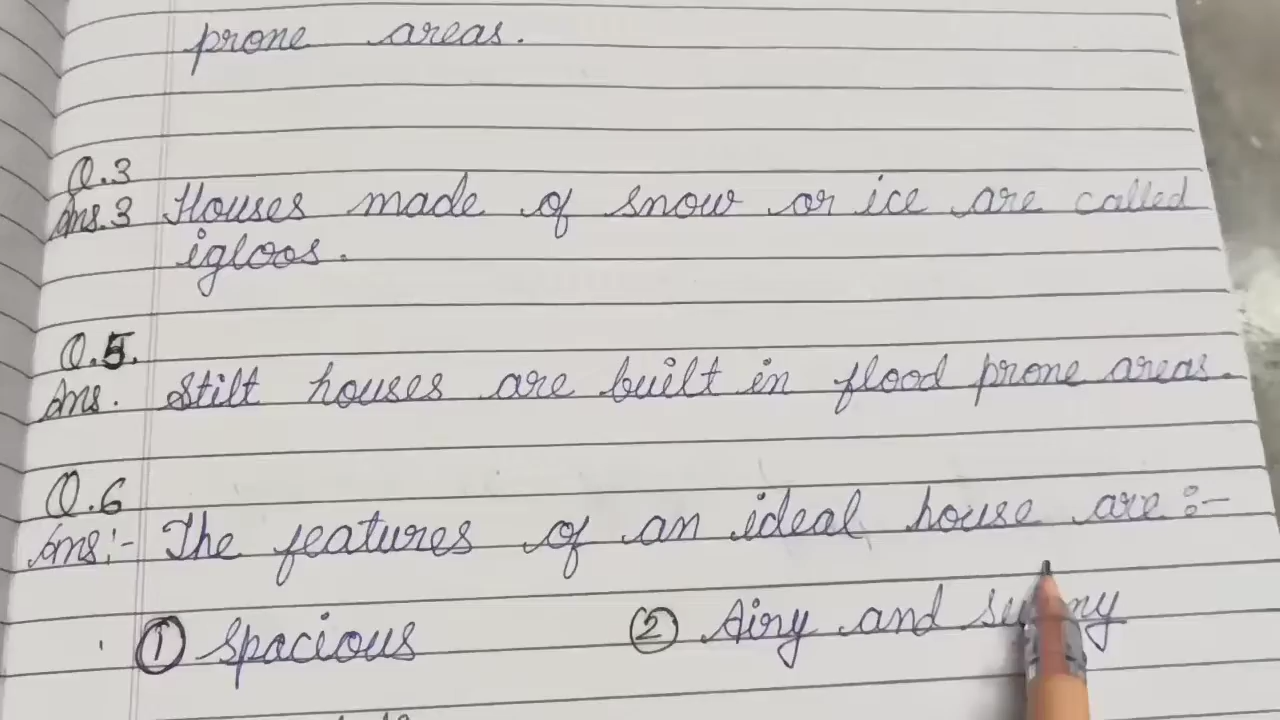 prone areas.
Q.3
Ans.3 Houses made of snow or ice are called
igloos.
Q.5.
Ans. Stilt houses are built in flood prone areas.
Q.6
Ans:- The features of an ideal house are:-
① Spacious ② Airy and sunny